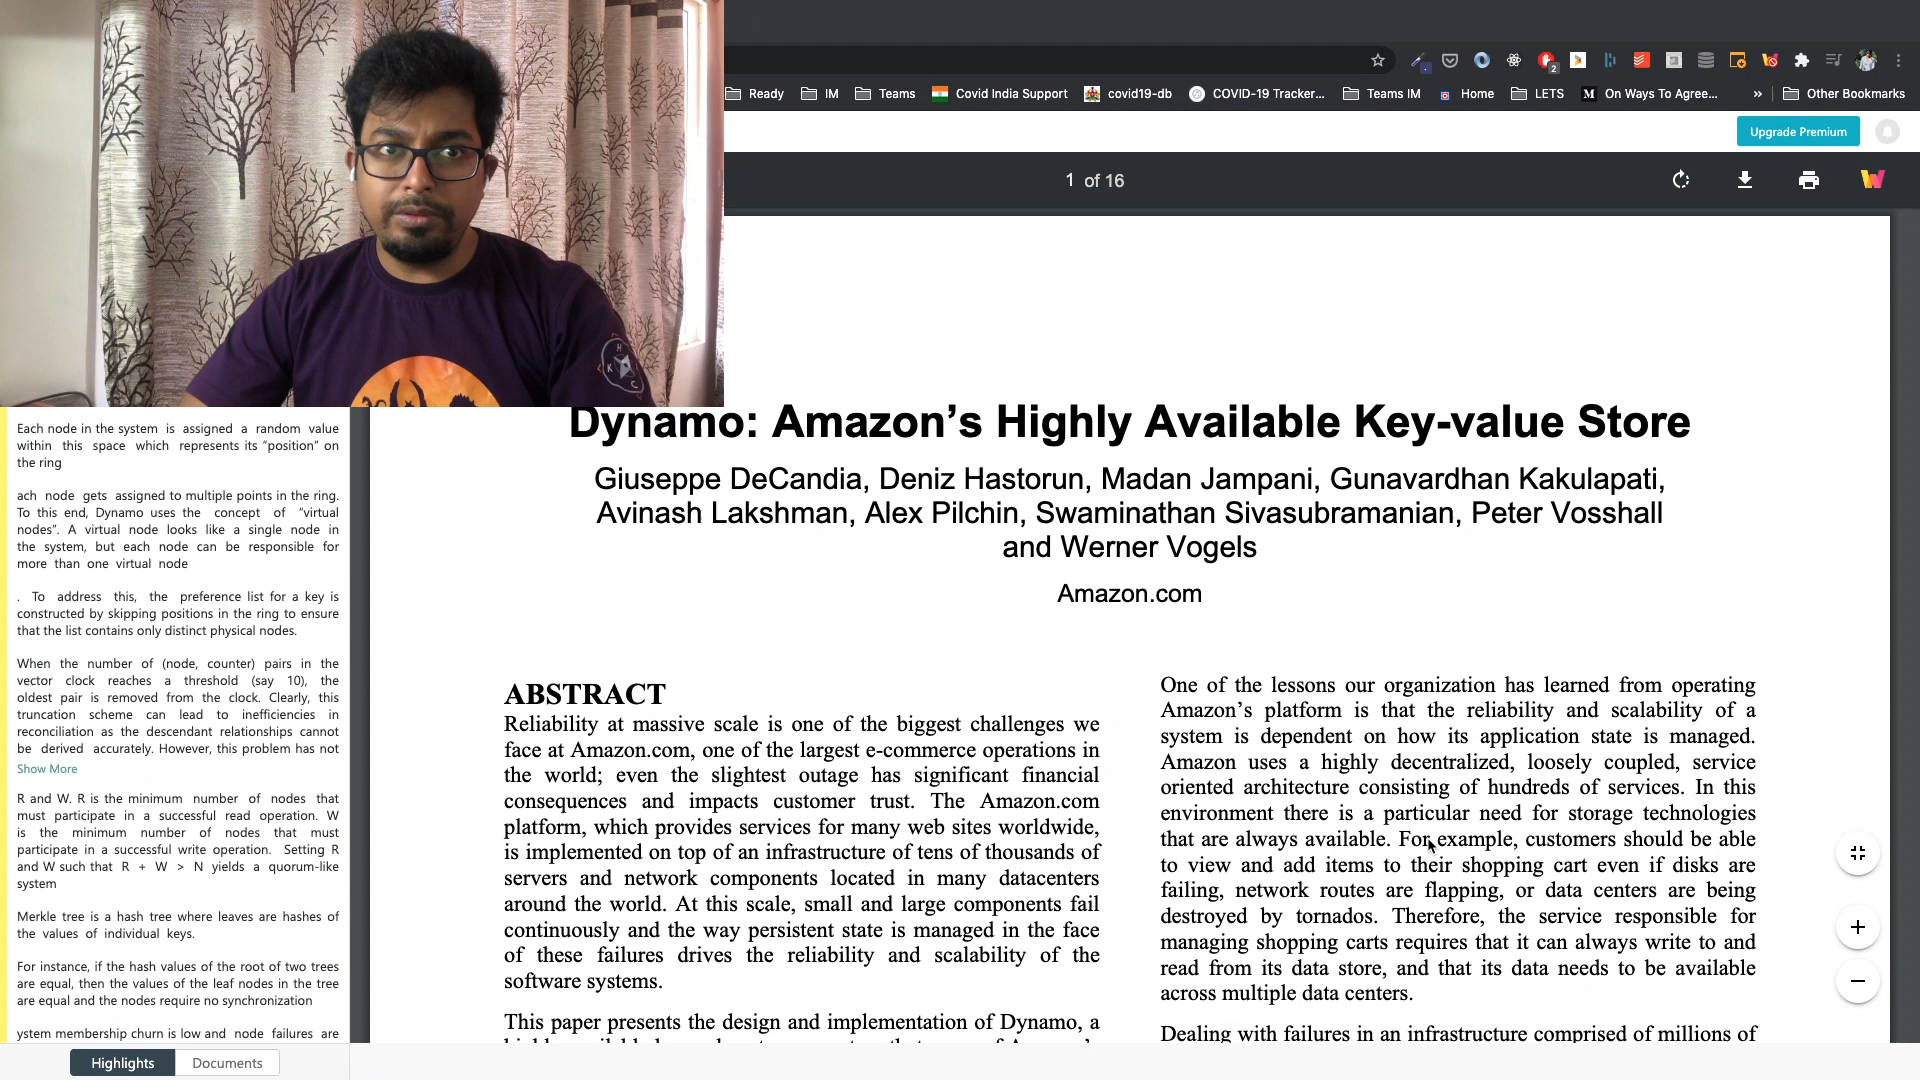 2
Ready
IM
Teams
Covid India Support
covid19-db
COVID-19 Tracker...
Teams IM
Home
LETS
M
On Ways To Agree...
»
Other Bookmarks
Upgrade Premium
1 of 16
H
K
C
Each node in the system is assigned a random value
within this space which represents its “position” on
the ring
ach node gets assigned to multiple points in the ring.
To this end, Dynamo uses the concept of “virtual
nodes”. A virtual node looks like a single node in
the system, but each node can be responsible for
more than one virtual node
. To address this, the preference list for a key is
constructed by skipping positions in the ring to ensure
that the list contains only distinct physical nodes.
When the number of (node, counter) pairs in the
vector clock reaches a threshold (say 10), the
oldest pair is removed from the clock. Clearly, this
truncation scheme can lead to inefficiencies in
reconciliation as the descendant relationships cannot
be derived accurately. However, this problem has not
Show More
R and W. R is the minimum number of nodes that
must participate in a successful read operation. W
is the minimum number of nodes that must
participate in a successful write operation. Setting R
and W such that R + W > N yields a quorum-like
system
Merkle tree is a hash tree where leaves are hashes of
the values of individual keys.
For instance, if the hash values of the root of two trees
are equal, then the values of the leaf nodes in the tree
are equal and the nodes require no synchronization
ystem membership churn is low and node failures are
Highlights
Documents
Dynamo: Amazon’s Highly Available Key-value Store
Giuseppe DeCandia, Deniz Hastorun, Madan Jampani, Gunavardhan Kakulapati,
Avinash Lakshman, Alex Pilchin, Swaminathan Sivasubramanian, Peter Vosshall
and Werner Vogels
Amazon.com
ABSTRACT
Reliability at massive scale is one of the biggest challenges we
face at Amazon.com, one of the largest e-commerce operations in
the world; even the slightest outage has significant financial
consequences and impacts customer trust. The Amazon.com
platform, which provides services for many web sites worldwide,
is implemented on top of an infrastructure of tens of thousands of
servers and network components located in many datacenters
around the world. At this scale, small and large components fail
continuously and the way persistent state is managed in the face
of these failures drives the reliability and scalability of the
software systems.
This paper presents the design and implementation of Dynamo, a
One of the lessons our organization has learned from operating
Amazon’s platform is that the reliability and scalability of a
system is dependent on how its application state is managed.
Amazon uses a highly decentralized, loosely coupled, service
oriented architecture consisting of hundreds of services. In this
environment there is a particular need for storage technologies
that are always available. For example, customers should be able
to view and add items to their shopping cart even if disks are
failing, network routes are flapping, or data centers are being
destroyed by tornados. Therefore, the service responsible for
managing shopping carts requires that it can always write to and
read from its data store, and that its data needs to be available
across multiple data centers.
Dealing with failures in an infrastructure comprised of millions of